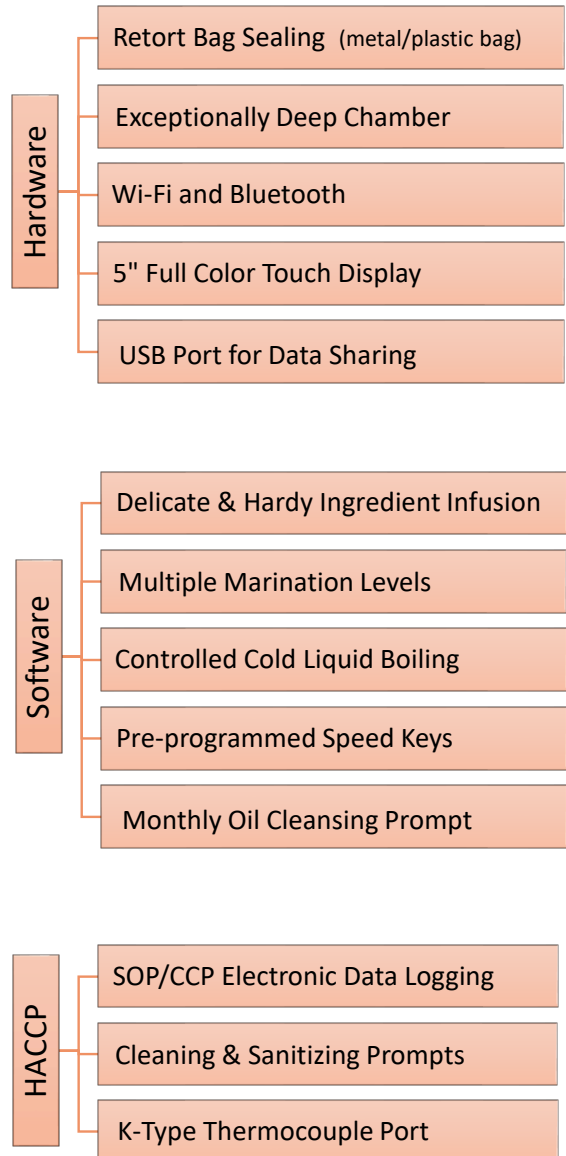 Hardware
Retort Bag Sealing (metal/plastic bag)
Exceptionally Deep Chamber
Wi-Fi and Bluetooth
5" Full Color Touch Display
USB Port for Data Sharing
Software
Delicate & Hardy Ingredient Infusion
Multiple Marination Levels
Controlled Cold Liquid Boiling
Pre-programmed Speed Keys
Monthly Oil Cleansing Prompt
HACCP
SOP/CCP Electronic Data Logging
Cleaning & Sanitizing Prompts
K-Type Thermocouple Port